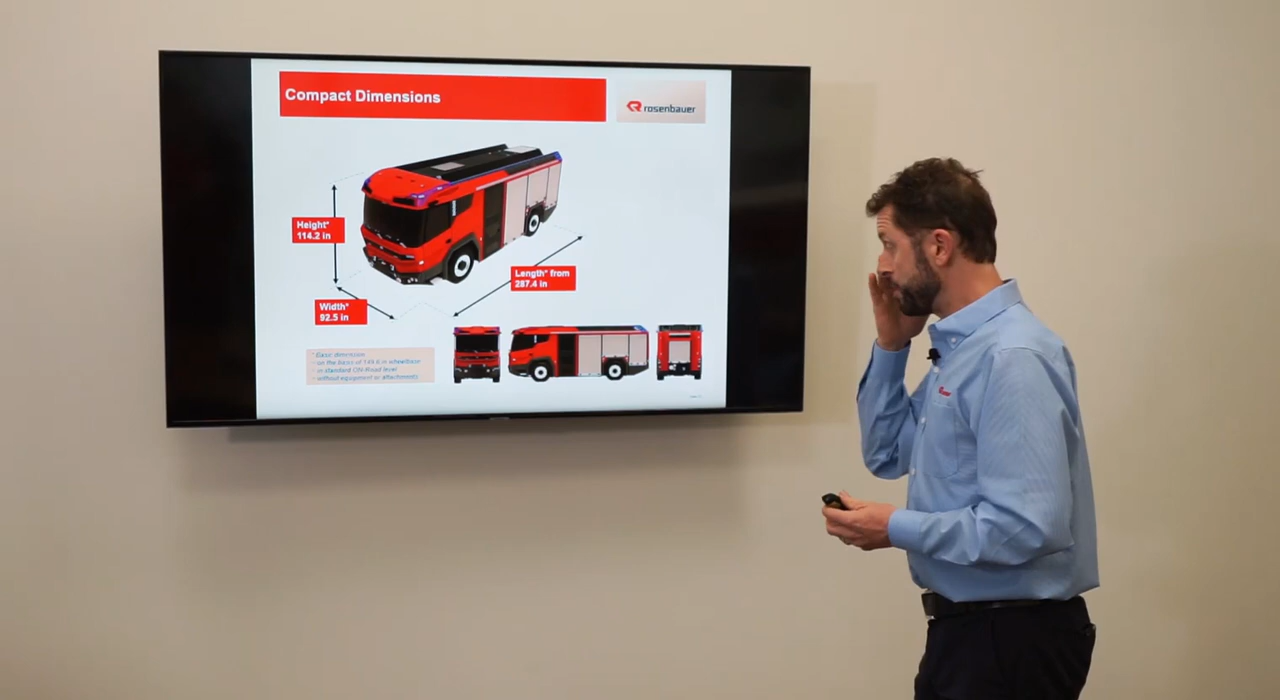 Compact Dimensions
rosenbauer
Height*
114.2 in
Length* from
287.4 in
Width*
92.5 in
* Basic dimension
- on the basis of 149.6 in wheelbase
- in standard ON-Road level
- without equipment or attachments